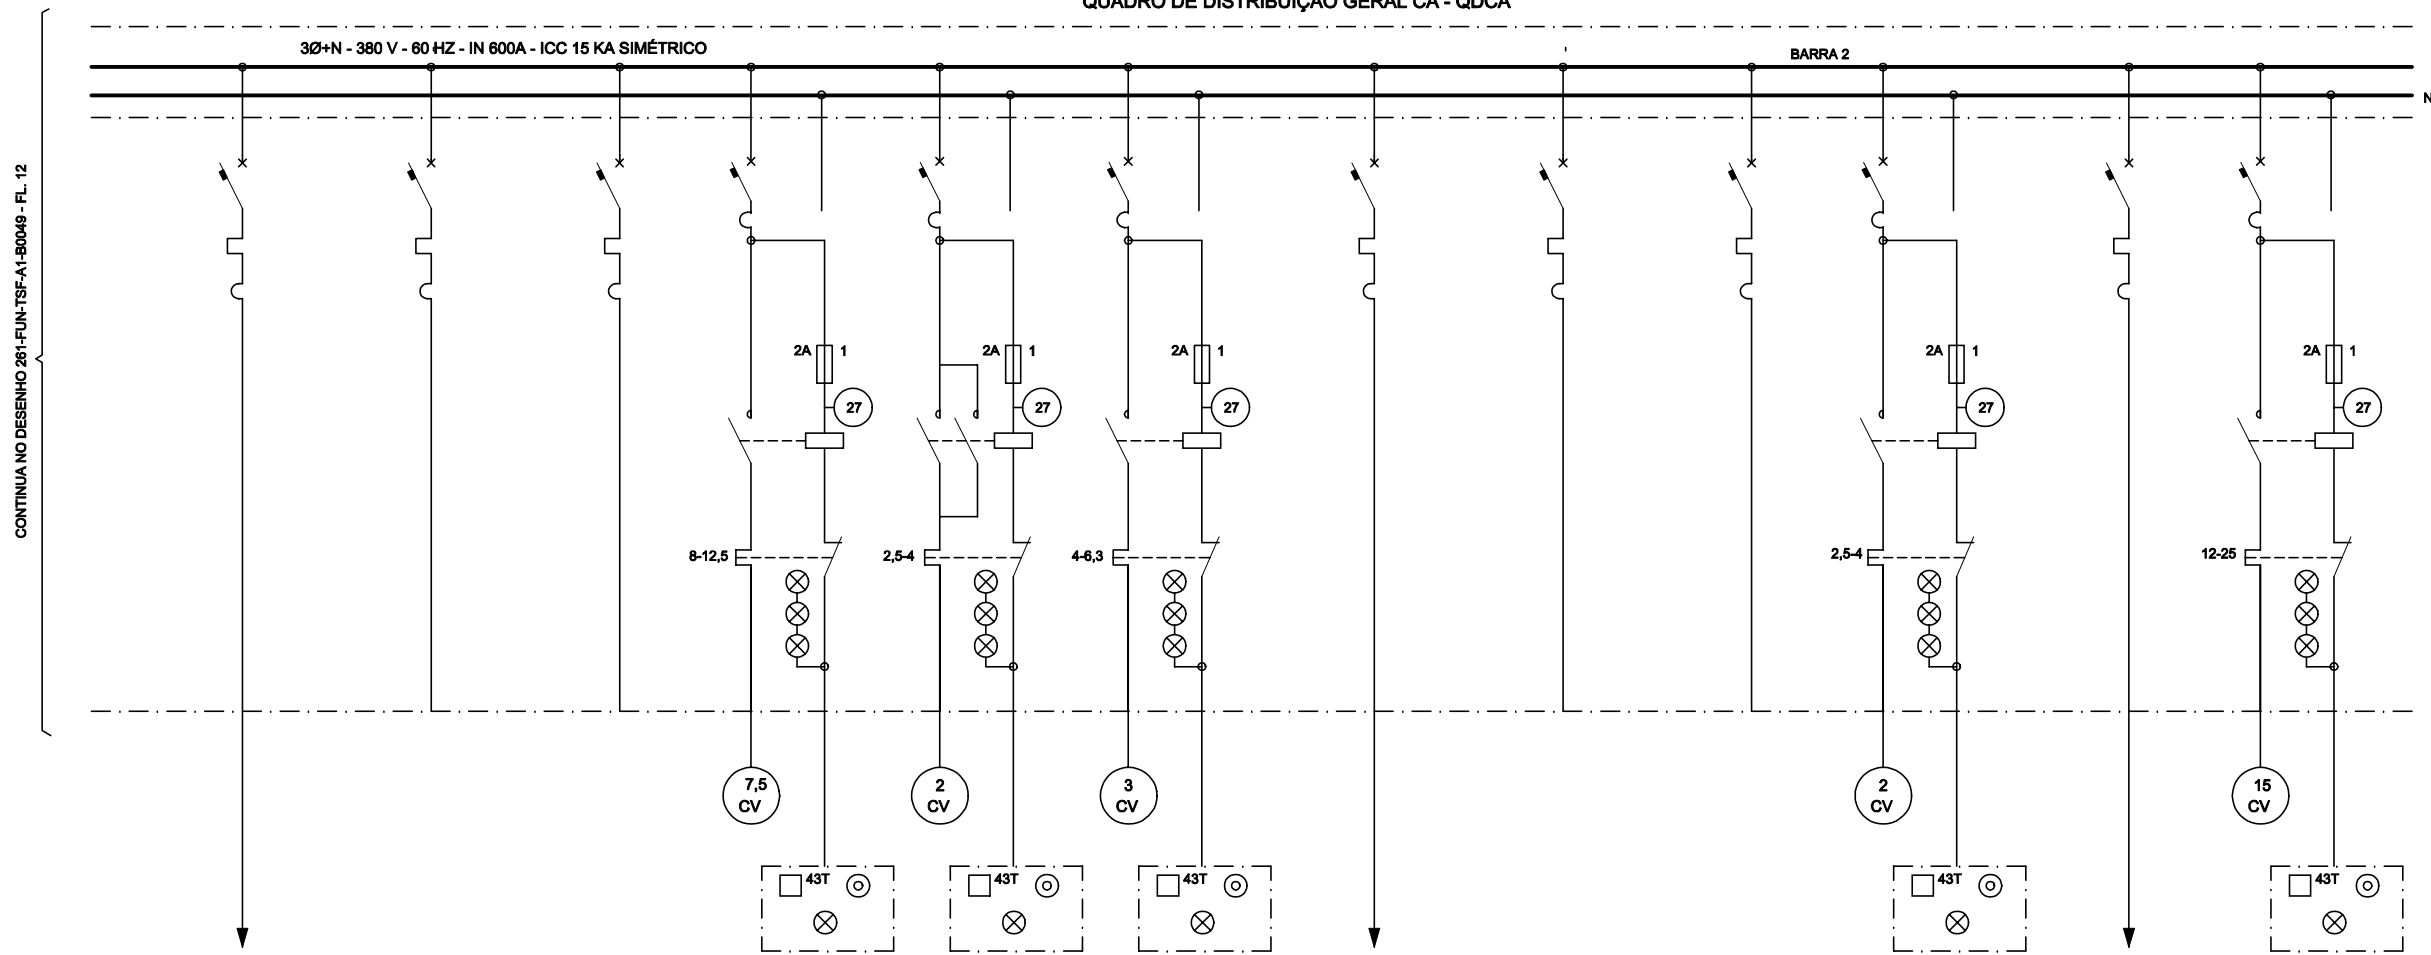 QUADRO DE DISTRIBUIÇÃO GERAL CA - QDCA
3Ø+N - 380 V - 60 HZ - IN 600A - ICC 15 KA SIMÉTRICO
BARRA 2
N
CONTINUA NO DESENHO 261-FUN-TSF-A1-B0049 - FL. 12
2A 1
2A 1
2A 1
2A 1
2A 1
27
27
27
27
27
8-12,5
2,5-4
4-6,3
2,5-4
12-25
7,5
CV
2
CV
3
CV
2
CV
15
CV
43T
43T
43T
43T
43T